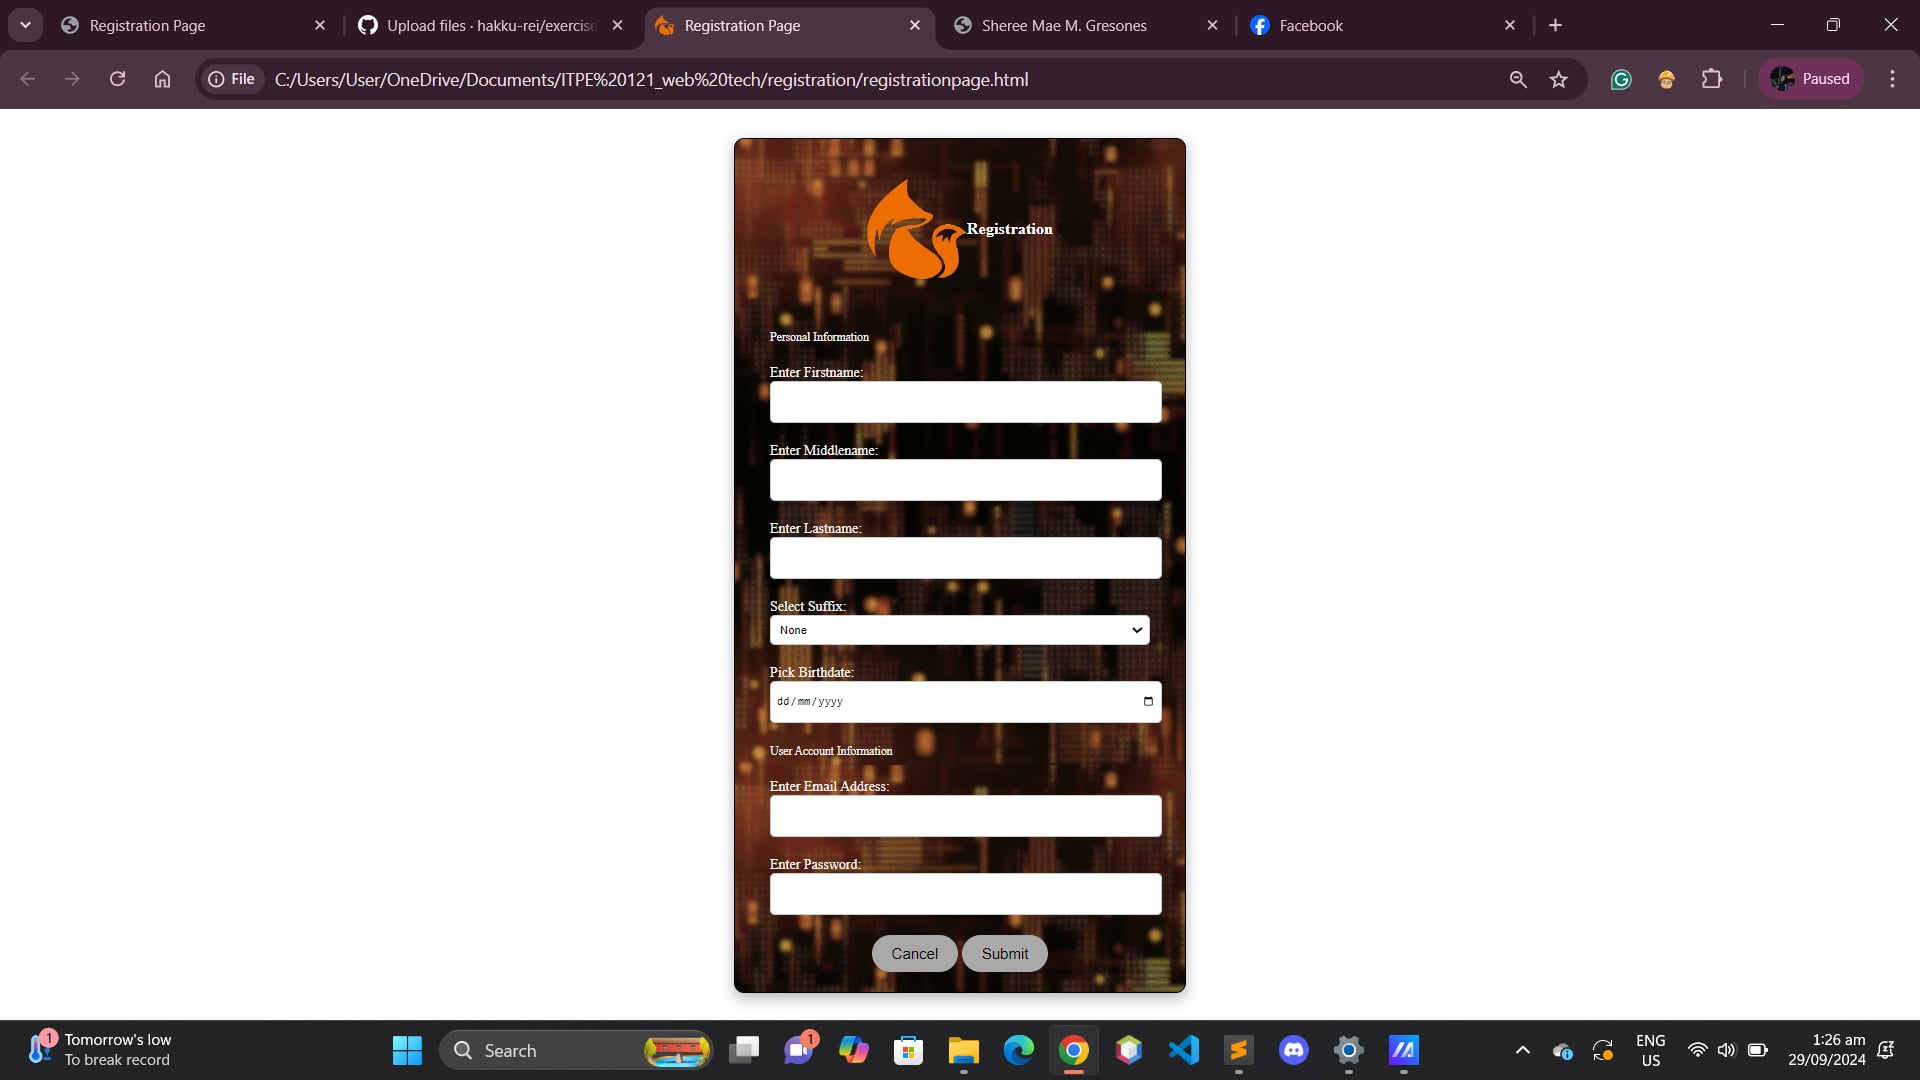 Registration Page
Upload files · hakku-rei/exercise
Registration Page
Sheree Mae M. Gresones
Facebook
File
C:/Users/User/OneDrive/Documents/ITPE%20121_web%20tech/registration/registrationpage.html
Paused
Registration
Personal Information
Enter Firstname:
Enter Middlename:
Enter Lastname:
Select Suffix:
None
Pick Birthdate:
dd/mm/yyyy
User Account Information
Enter Email Address:
Enter Password:
Cancel
Submit
1
Tomorrow's low
To break record
Search
1
ENG
US
1:26 am
29/09/2024